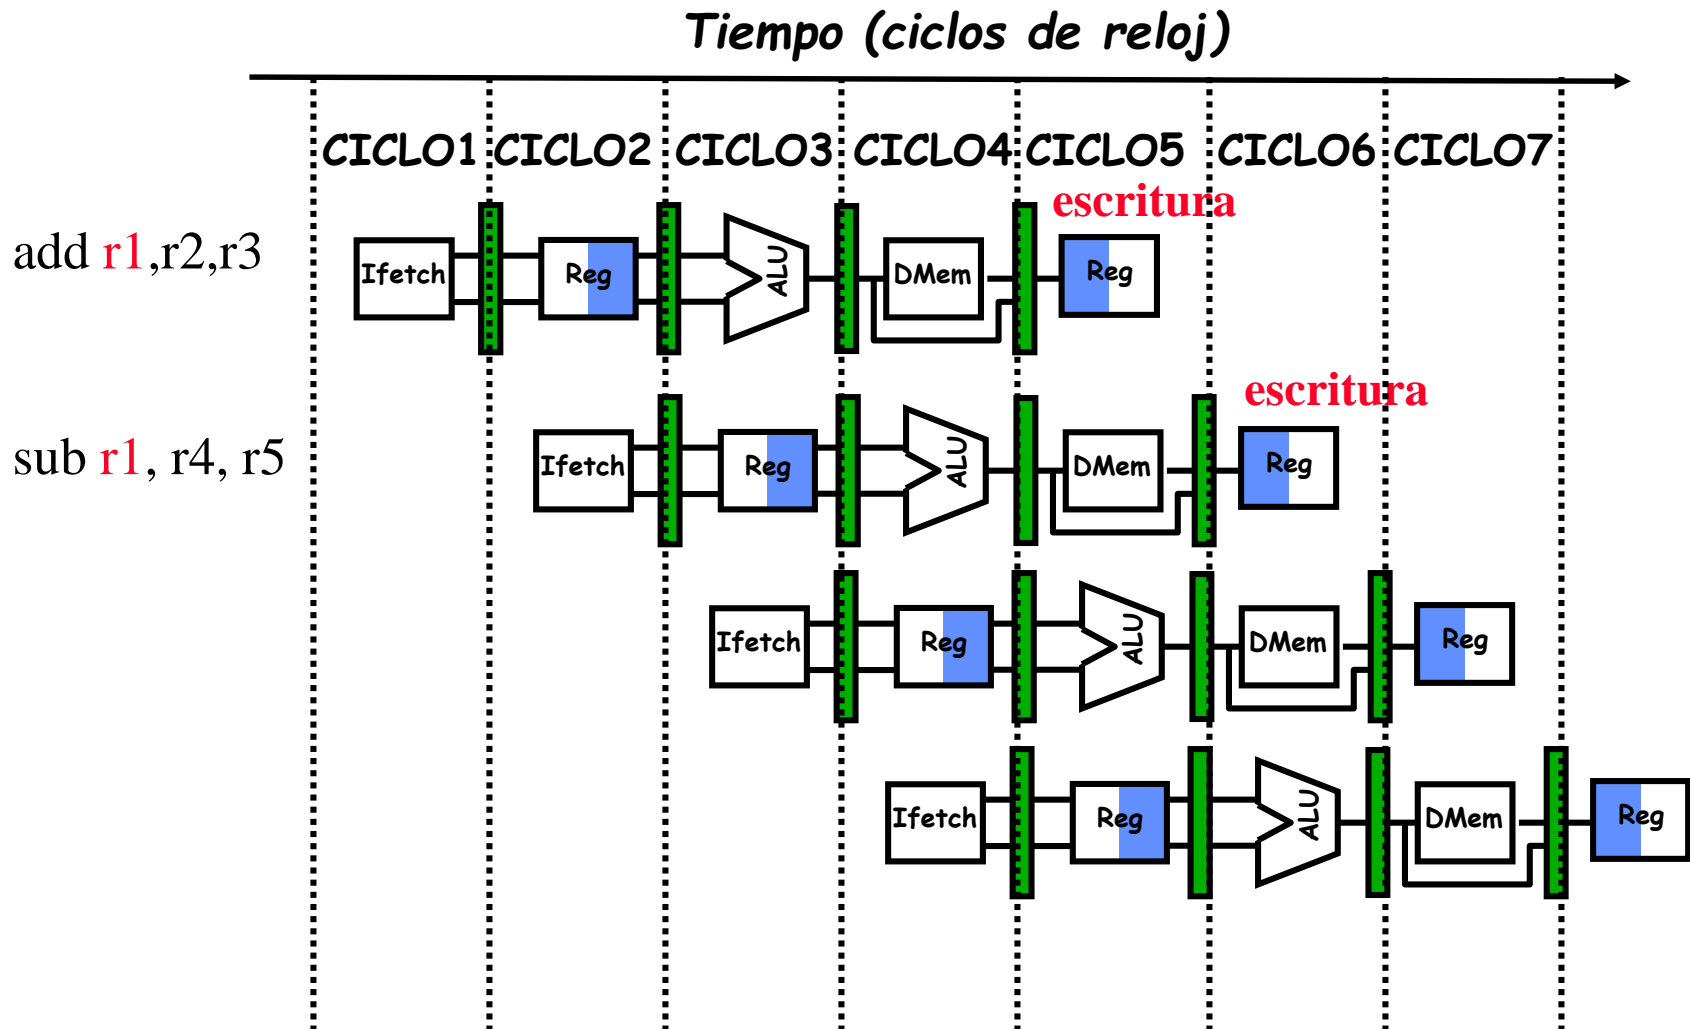 Tiempo (ciclos de reloj)
CICLO1 CICLO2 CICLO3 CICLO4 CICLO5 CICLO6 CICLO7
escritura
add r1,r2,r3
Ifetch Reg ALU DMem Reg
escritura
sub r1, r4, r5
Ifetch Reg ALU DMem Reg
Ifetch Reg ALU DMem Reg
Ifetch Reg ALU DMem Reg